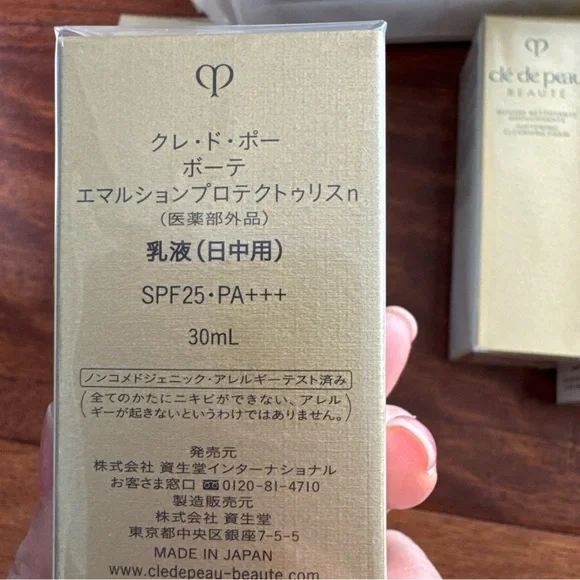 クレ・ド・ポー
ボーテ
エマルションプロテクトゥリスn
(医薬部外品)
乳液(日中用)
SPF25・PA+++
30mL
ノンコメドジェニック・アレルギーテスト済み
(全てのかたにニキビができない、アレル
ギーが起きないというわけではありません。)
発売元
株式会社 資生堂インターナショナル
お客さま窓口 0120-81-4710
製造販売元
株式会社 資生堂
東京都中央区銀座7-5-5
MADE IN JAPAN
www.cledepeau-beaute.com
clé de peau
BEAUTÉ
MOUSSE NETTOYANTE
SOFTENING
CLEANSING FOAM